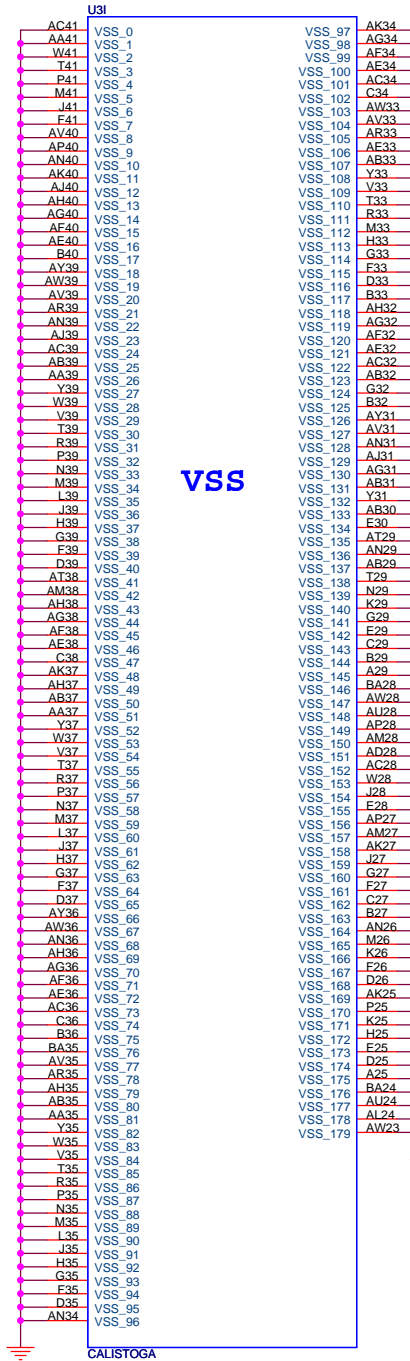 U3I
AC41 VSS_0
AA41 VSS_1
W41 VSS_2
T41 VSS_3
P41 VSS_4
M41 VSS_5
J41 VSS_6
F41 VSS_7
AV40 VSS_8
AP40 VSS_9
AN40 VSS_10
AK40 VSS_11
AJ40 VSS_12
AH40 VSS_13
AG40 VSS_14
AF40 VSS_15
AE40 VSS_16
B40 VSS_17
AY39 VSS_18
AW39 VSS_19
AV39 VSS_20
AR39 VSS_21
AN39 VSS_22
AJ39 VSS_23
AC39 VSS_24
AB39 VSS_25
AA39 VSS_26
Y39 VSS_27
W39 VSS_28
V39 VSS_29
T39 VSS_30
R39 VSS_31
P39 VSS_32
N39 VSS_33
M39 VSS_34
L39 VSS_35
J39 VSS_36
H39 VSS_37
G39 VSS_38
F39 VSS_39
D39 VSS_40
AT38 VSS_41
AM38 VSS_42
AH38 VSS_43
AG38 VSS_44
AF38 VSS_45
AE38 VSS_46
C38 VSS_47
AK37 VSS_48
AH37 VSS_49
AB37 VSS_50
AA37 VSS_51
Y37 VSS_52
W37 VSS_53
V37 VSS_54
T37 VSS_55
R37 VSS_56
P37 VSS_57
N37 VSS_58
M37 VSS_59
L37 VSS_60
J37 VSS_61
H37 VSS_62
G37 VSS_63
F37 VSS_64
D37 VSS_65
AY36 VSS_66
AW36 VSS_67
AN36 VSS_68
AH36 VSS_69
AG36 VSS_70
AF36 VSS_71
AE36 VSS_72
AC36 VSS_73
C36 VSS_74
B36 VSS_75
BA35 VSS_76
AV35 VSS_77
AR35 VSS_78
AH35 VSS_79
AB35 VSS_80
AA35 VSS_81
Y35 VSS_82
W35 VSS_83
V35 VSS_84
T35 VSS_85
R35 VSS_86
P35 VSS_87
N35 VSS_88
M35 VSS_89
L35 VSS_90
J35 VSS_91
H35 VSS_92
G35 VSS_93
F35 VSS_94
D35 VSS_95
AN34 VSS_96
VSS
VSS_97 AK34
VSS_98 AG34
VSS_99 AF34
VSS_100 AE34
VSS_101 AC34
VSS_102 C34
VSS_103 AW33
VSS_104 AV33
VSS_105 AR33
VSS_106 AE33
VSS_107 AB33
VSS_108 Y33
VSS_109 V33
VSS_110 T33
VSS_111 R33
VSS_112 M33
VSS_113 H33
VSS_114 G33
VSS_115 F33
VSS_116 D33
VSS_117 B33
VSS_118 AH32
VSS_119 AG32
VSS_120 AF32
VSS_121 AE32
VSS_122 AC32
VSS_123 AB32
VSS_124 G32
VSS_125 B32
VSS_126 AY31
VSS_127 AV31
VSS_128 AN31
VSS_129 AJ31
VSS_130 AG31
VSS_131 AB31
VSS_132 Y31
VSS_133 AB30
VSS_134 E30
VSS_135 AT29
VSS_136 AN29
VSS_137 AB29
VSS_138 T29
VSS_139 N29
VSS_140 K29
VSS_141 G29
VSS_142 E29
VSS_143 C29
VSS_144 B29
VSS_145 A29
VSS_146 BA28
VSS_147 AW28
VSS_148 AU28
VSS_149 AP28
VSS_150 AM28
VSS_151 AD28
VSS_152 AC28
VSS_153 W28
VSS_154 J28
VSS_155 E28
VSS_156 AP27
VSS_157 AM27
VSS_158 AK27
VSS_159 J27
VSS_160 G27
VSS_161 F27
VSS_162 C27
VSS_163 B27
VSS_164 AN26
VSS_165 M26
VSS_166 K26
VSS_167 F26
VSS_168 D26
VSS_169 AK25
VSS_170 P25
VSS_171 K25
VSS_172 H25
VSS_173 E25
VSS_174 D25
VSS_175 A25
VSS_176 BA24
VSS_177 AU24
VSS_178 AL24
VSS_179 AW23
CALISTOGA